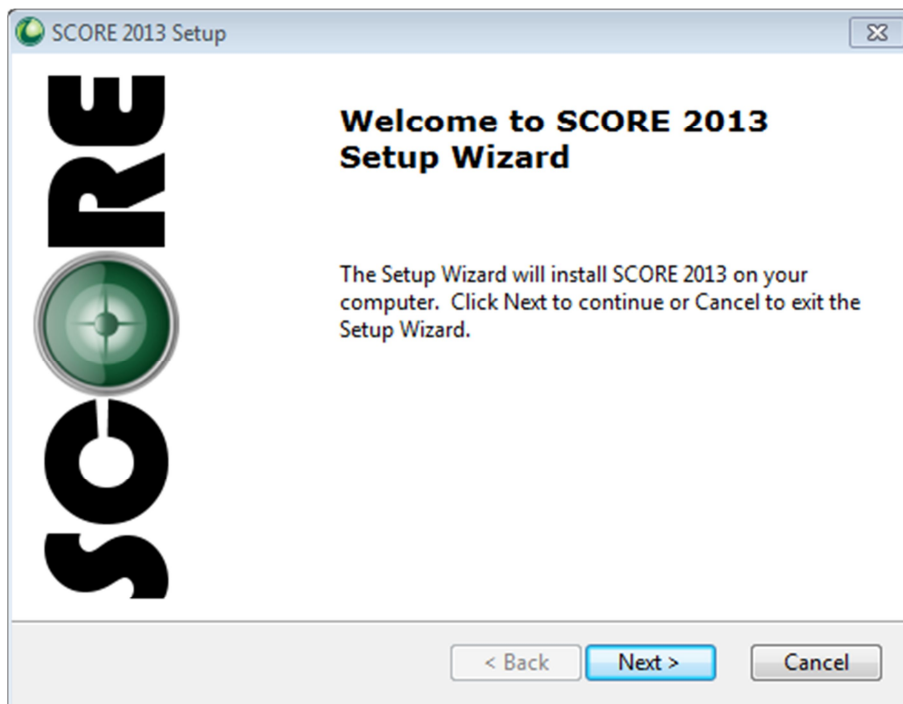 SCORE 2013 Setup
SCORE
Welcome to SCORE 2013
Setup Wizard
The Setup Wizard will install SCORE 2013 on your
computer.  Click Next to continue or Cancel to exit the
Setup Wizard.
< Back
Next >
Cancel